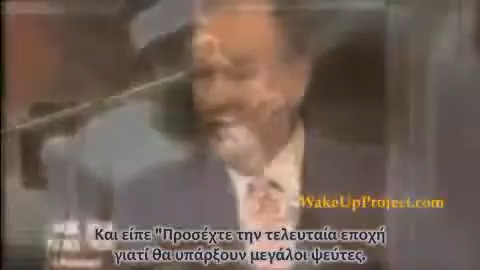 WakeUpProject.com
Και είπε "Προσέχτε την τελευταία εποχή
γιατί θα υπάρξουν μεγάλοι ψεύτες,